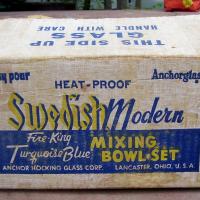 THIS SIDE UP
GLASS
HANDLE WITH CARE
pour
HEAT-PROOF
Anchorglass
Swedish Modern
Fire-King
Turquoise Blue
MIXING
BOWL-SET
ANCHOR HOCKING GLASS CORP. LANCASTER, OHIO, U. S. A.